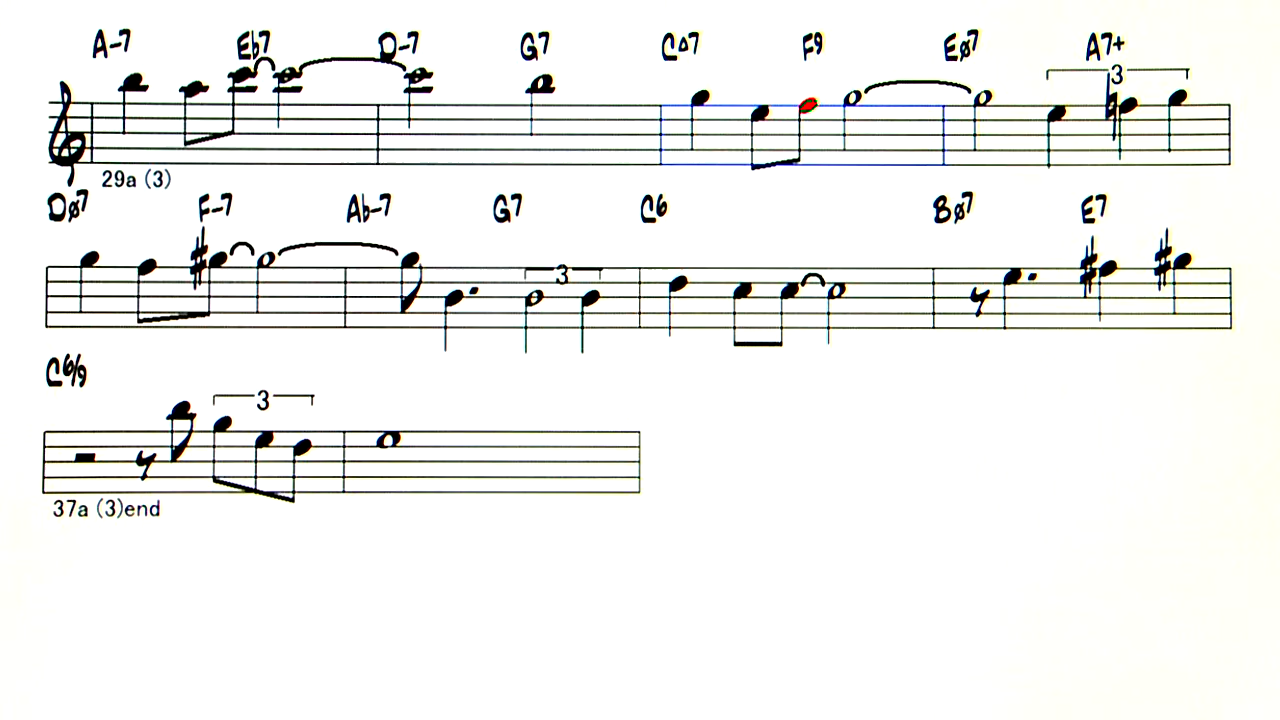 A-7 Eb7 D-7 G7 CΔ7 F9 Eø7 A7+
3
29a (3)
Dø7 F-7 Ab-7 G7 C6 Bø7 E7
3
C6/9
3
37a (3)end